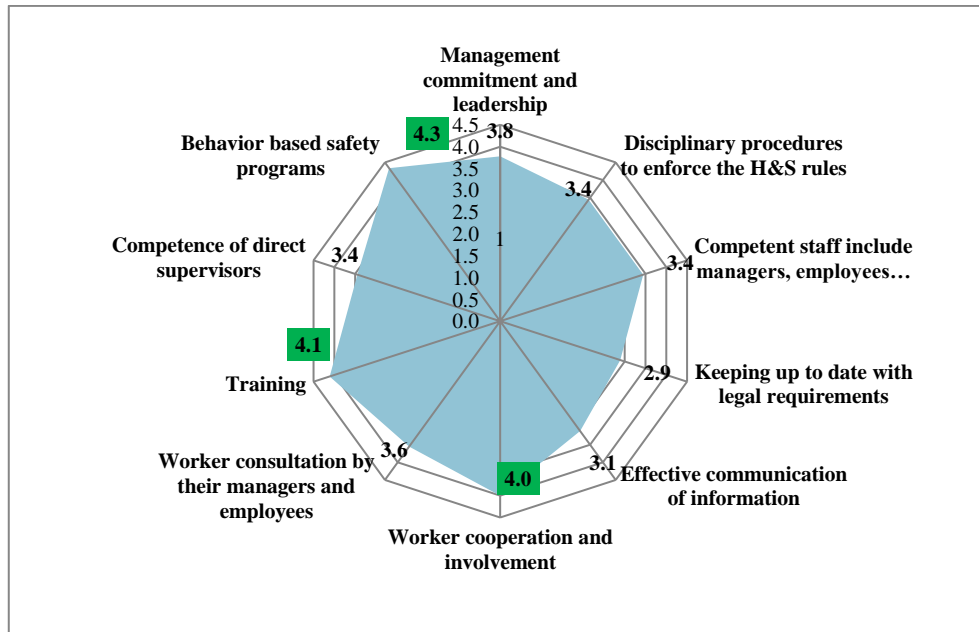 Management
commitment and
leadership
3.8
4.5
4.0
3.5
3.0
2.5
2.0
1.5
1.0
0.5
0.0
1
Disciplinary procedures
to enforce the H&S rules
3.4
Competent staff include
managers, employees…
3.4
Keeping up to date with
legal requirements
2.9
Effective communication
of information
3.1
Worker cooperation and
involvement
4.0
Worker consultation by
their managers and
employees
3.6
Training
4.1
Competence of direct
supervisors
3.4
Behavior based safety
programs
4.3